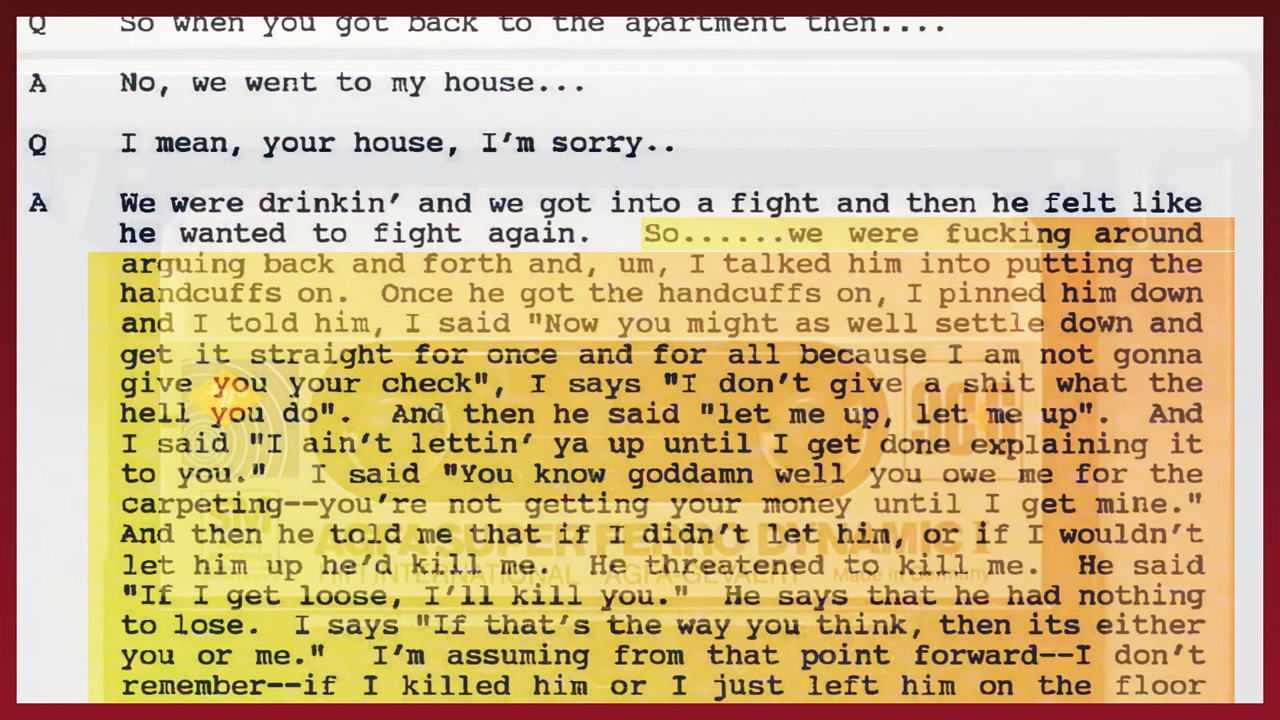 Q So when you got back to the apartment then....
A No, we went to my house...
Q I mean, your house, I'm sorry..
A We were drinkin' and we got into a fight and then he felt like
he wanted to fight again. So......we were fucking around
arguing back and forth and, um, I talked him into putting the
handcuffs on. Once he got the handcuffs on, I pinned him down
and I told him, I said "Now you might as well settle down and
get it straight for once and for all because I am not gonna
give you your check", I says "I don't give a shit what the
hell you do". And then he said "let me up, let me up". And
I said "I ain't lettin' ya up until I get done explaining it
to you." I said "You know goddamn well you owe me for the
carpeting--you're not getting your money until I get mine."
And then he told me that if I didn't let him, or if I wouldn't
let him up he'd kill me. He threatened to kill me. He said
"If I get loose, I'll kill you." He says that he had nothing
to lose. I says "If that's the way you think, then its either
you or me." I'm assuming from that point forward--I don't
remember--if I killed him or I just left him on the floor
AGFA SUPER FERRO DYNAMIC I
HIFI INTERNATIONAL AGFA-GEVAERT Made in Germany